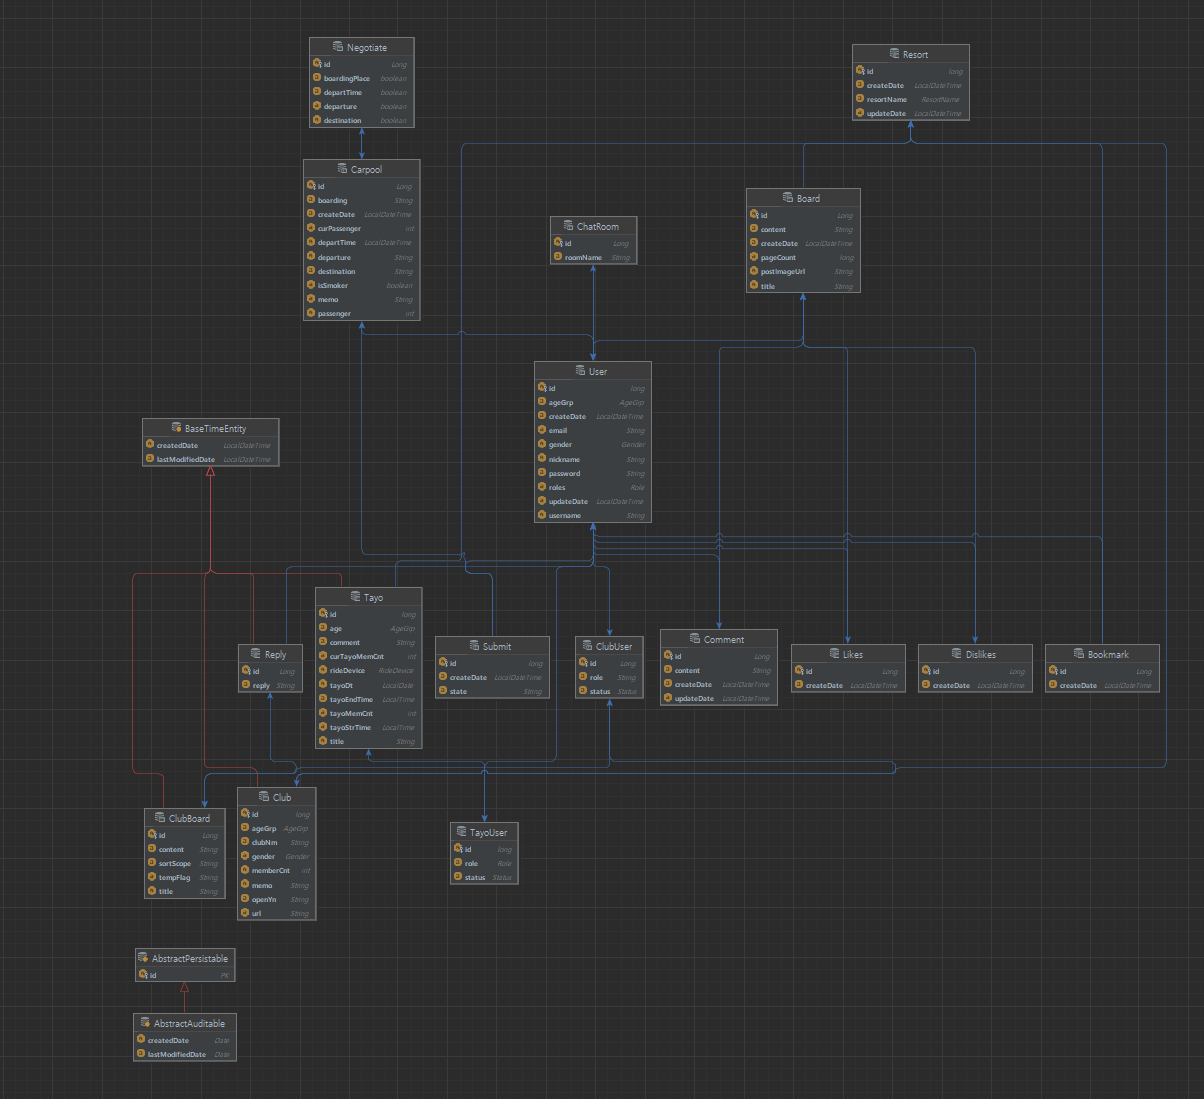 Negotiate
id Long
boardingPlace boolean
departTime boolean
departure boolean
destination boolean
Resort
id long
createDate LocalDateTime
resortName ResortName
updateDate LocalDateTime
Carpool
id Long
boarding String
createDate LocalDateTime
curPassenger int
departTime LocalDateTime
departure String
destination String
isSmoker boolean
memo String
passenger int
ChatRoom
id Long
roomName String
Board
id Long
content String
createDate LocalDateTime
pageCount long
postImageUrl String
title String
User
id long
ageGrp AgeGrp
createDate LocalDateTime
email String
gender Gender
nickname String
password String
roles Role
updateDate LocalDateTime
username String
BaseTimeEntity
createdDate LocalDateTime
lastModifiedDate LocalDateTime
Tayo
id long
age AgeGrp
comment String
curTayoMemCnt int
rideDevice RideDevice
tayoDt LocalDate
tayoEndTime LocalTime
tayoMemCnt int
tayoStrTime LocalTime
title String
Reply
id Long
reply String
Submit
id long
createDate LocalDateTime
state String
ClubUser
id Long
role String
status Status
Comment
id Long
content String
createDate LocalDateTime
updateDate LocalDateTime
Likes
id Long
createDate LocalDateTime
Dislikes
id Long
createDate LocalDateTime
Bookmark
id Long
createDate LocalDateTime
ClubBoard
id Long
content String
sortScope String
tempFlag String
title String
Club
id long
ageGrp AgeGrp
clubNm String
gender Gender
memberCnt int
memo String
openYn String
url String
TayoUser
id long
role Role
status Status
AbstractPersistable
id PK
AbstractAuditable
createdDate Date
lastModifiedDate Date